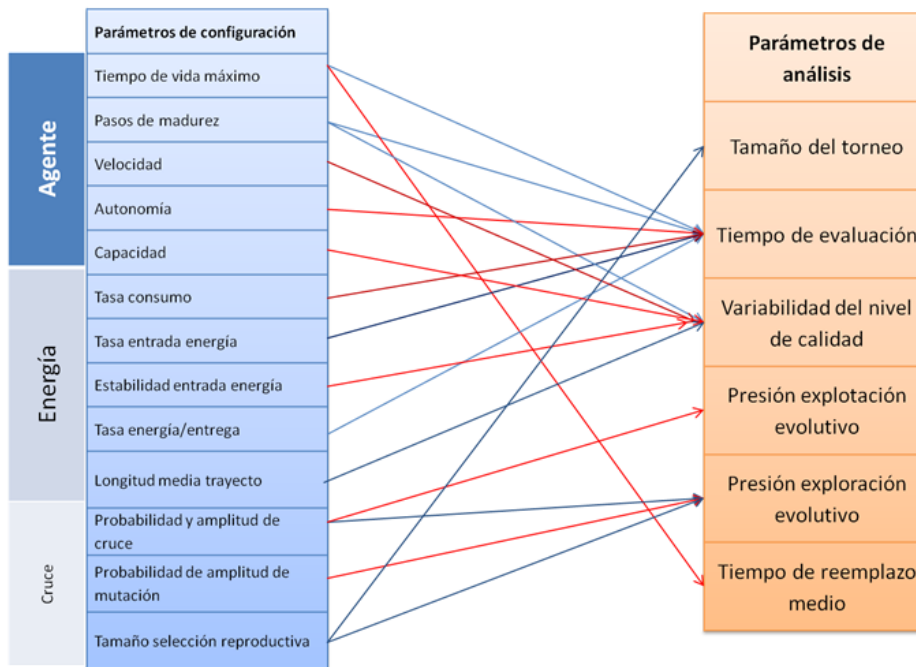 Parámetros de configuración
Agente
Tiempo de vida máximo
Pasos de madurez
Velocidad
Autonomía
Capacidad
Energía
Tasa consumo
Tasa entrada energía
Estabilidad entrada energía
Tasa energía/entrega
Longitud media trayecto
Cruce
Probabilidad y amplitud de
cruce
Probabilidad de amplitud de
mutación
Tamaño selección reproductiva
Parámetros de
análisis
Tamaño del torneo
Tiempo de evaluación
Variabilidad del nivel
de calidad
Presión explotación
evolutivo
Presión exploración
evolutivo
Tiempo de reemplazo
medio